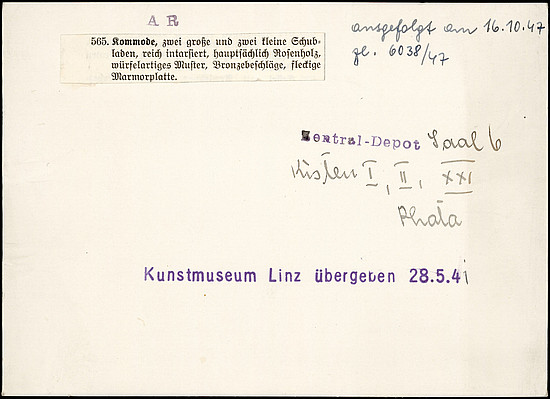 AR
565. Kommode, zwei große und zwei kleine Schub-
laden, reich intarsiert, hauptsächlich Rosenholz,
würfelartiges Muster, Bronzebeschläge, fleckige
Marmorplatte.
ausgefolgt am 16.10.47
zl. 6038/47
Zentral-Depot Saal 6
Kisten I, II, XXI
Kunstmuseum Linz übergeben 28.5.41